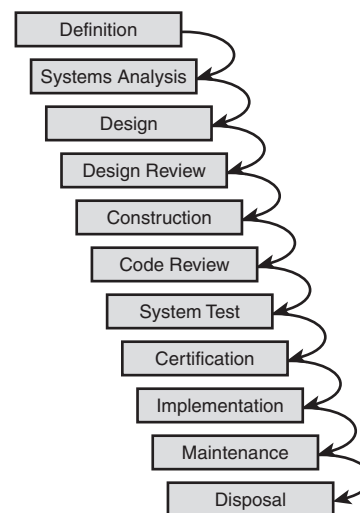 Definition
Systems Analysis
Design
Design Review
Construction
Code Review
System Test
Certification
Implementation
Maintenance
Disposal